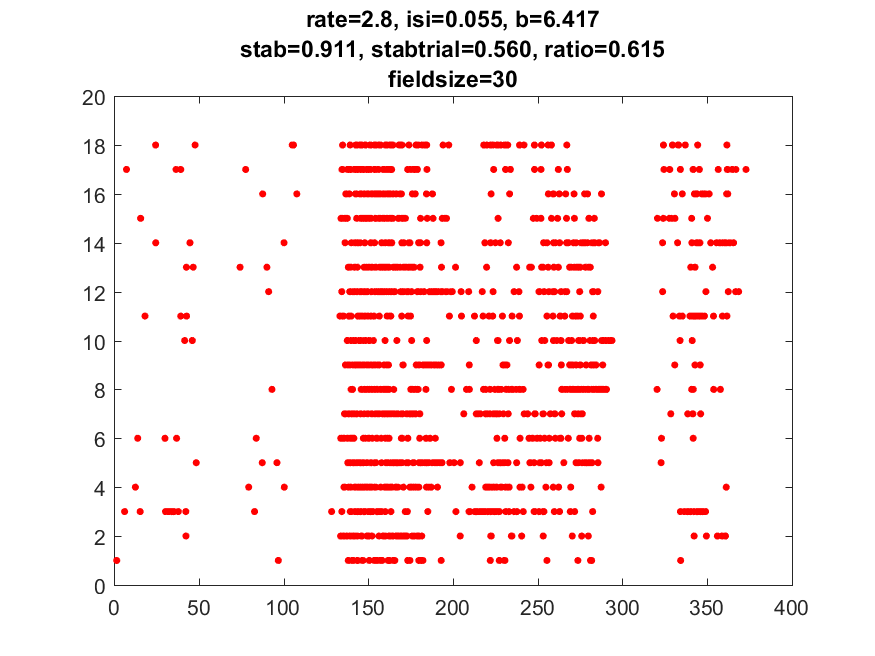 rate=2.8, isi=0.055, b=6.417
stab=0.911, stabtrial=0.560, ratio=0.615
fieldsize=30
20
18
16
14
12
10
8
6
4
2
0
0 50 100 150 200 250 300 350 400